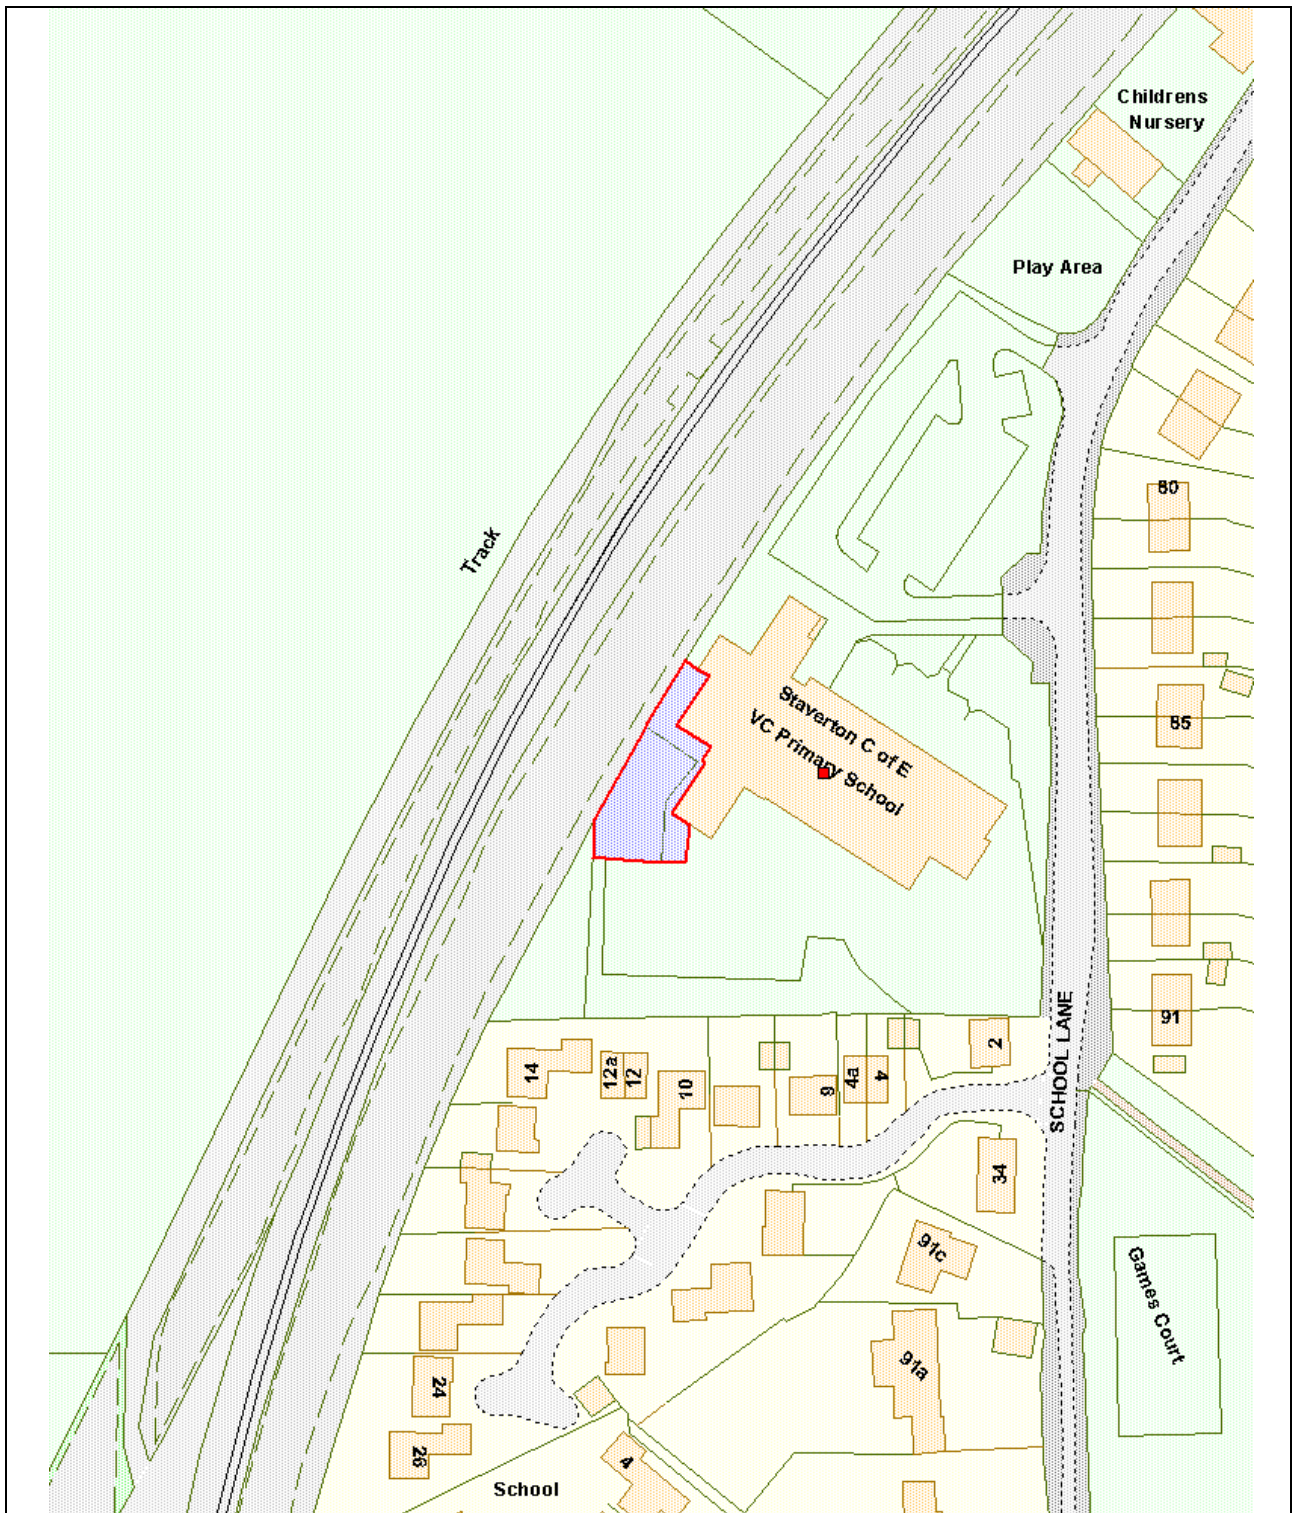 Childrens
Nursery
Play Area
Track
80
Staverton C of E
VC Primary School
85
91
SCHOOL LANE
2
14
12a
12
10
9
4a
4
34
91c
Games Court
91a
24
26
4
School